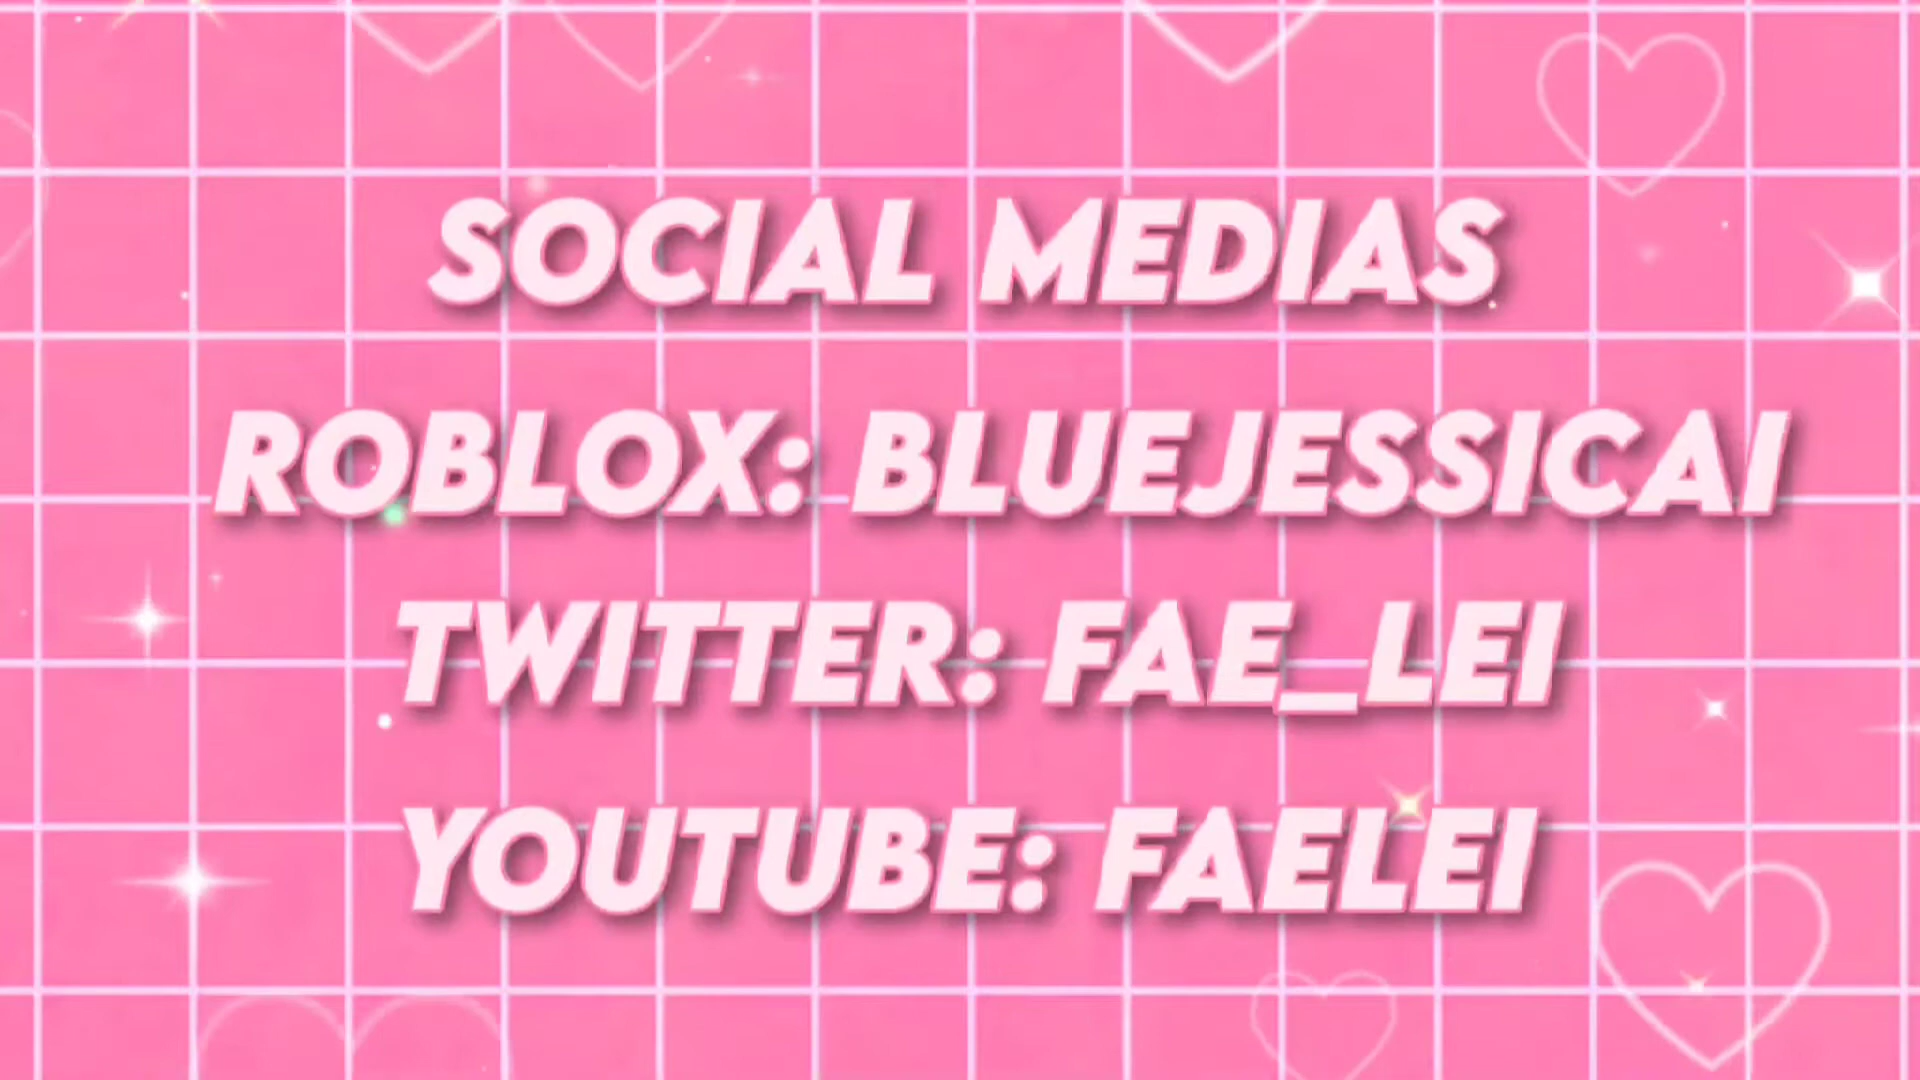 SOCIAL MEDIAS
ROBLOX: BLUEJESSICAI
TWITTER: FAE_LEI
YOUTUBE: FAELEI